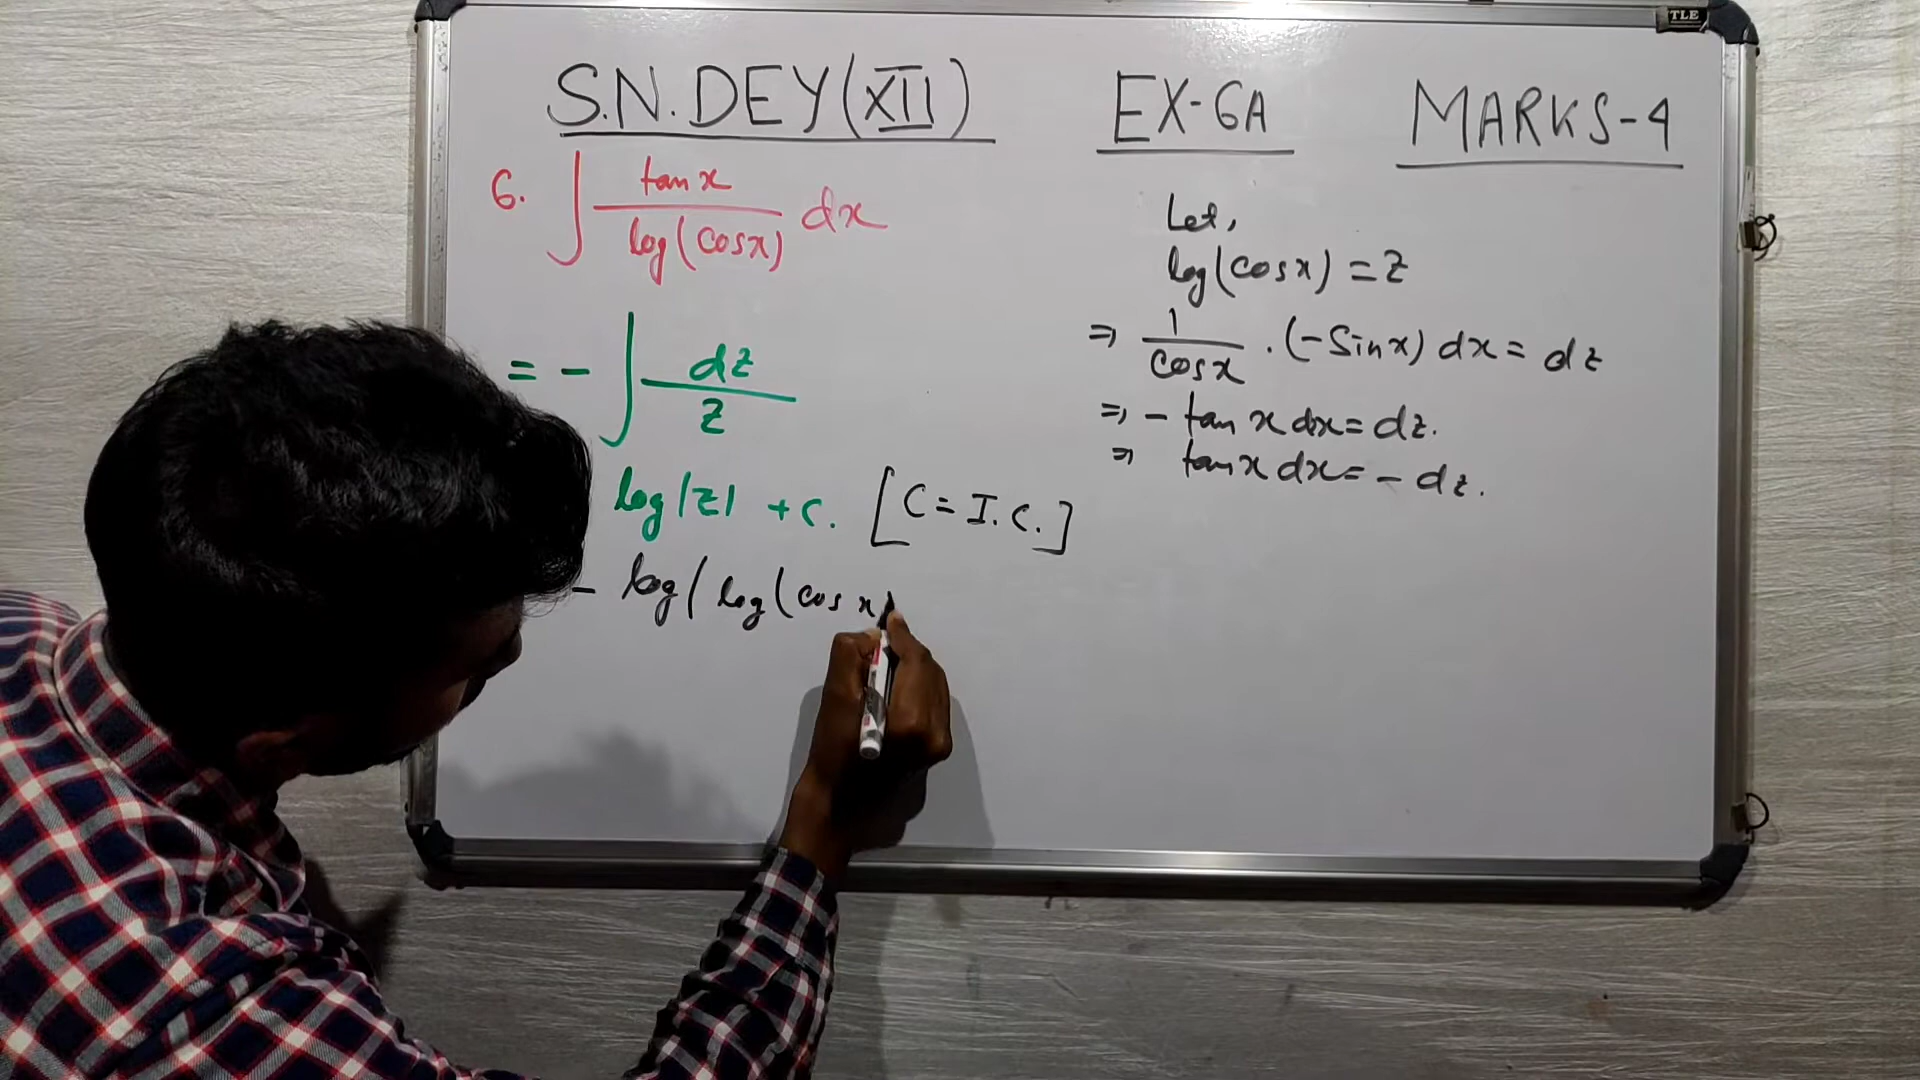 TLE
S.N.DEY(XII) EX-6A MARKS-4
6. ∫ tan x / log(cos x) dx
= - ∫ dz / z
log|z| + c. [C = I.C.]
- log| log(cos x)
Let,
log(cos x) = z
⇒ 1 / cos x . (-Sin x) dx = dz
⇒ - tan x dx = dz.
⇒ tan x dx = - dz.